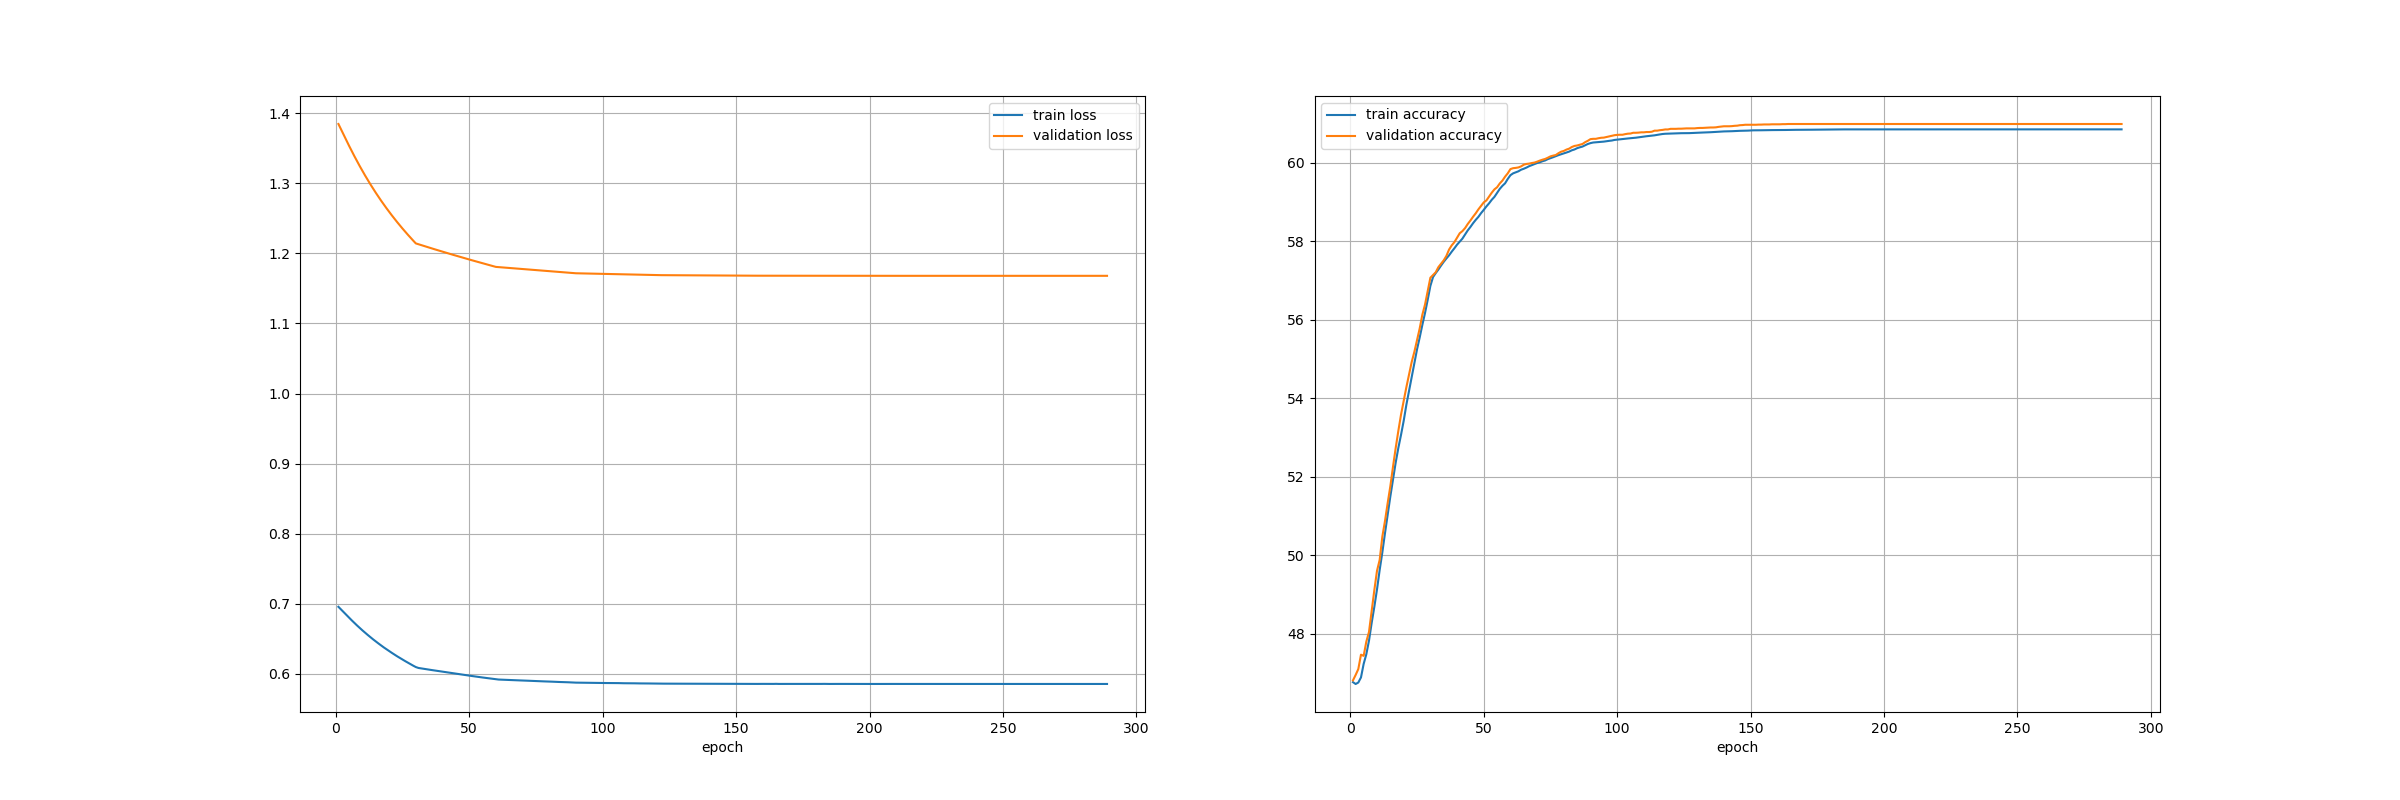 1.4
1.3
1.2
1.1
1.0
0.9
0.8
0.7
0.6
0 50 100 150 200 250 300
epoch
train loss
validation loss
60
58
56
54
52
50
48
0 50 100 150 200 250 300
epoch
train accuracy
validation accuracy